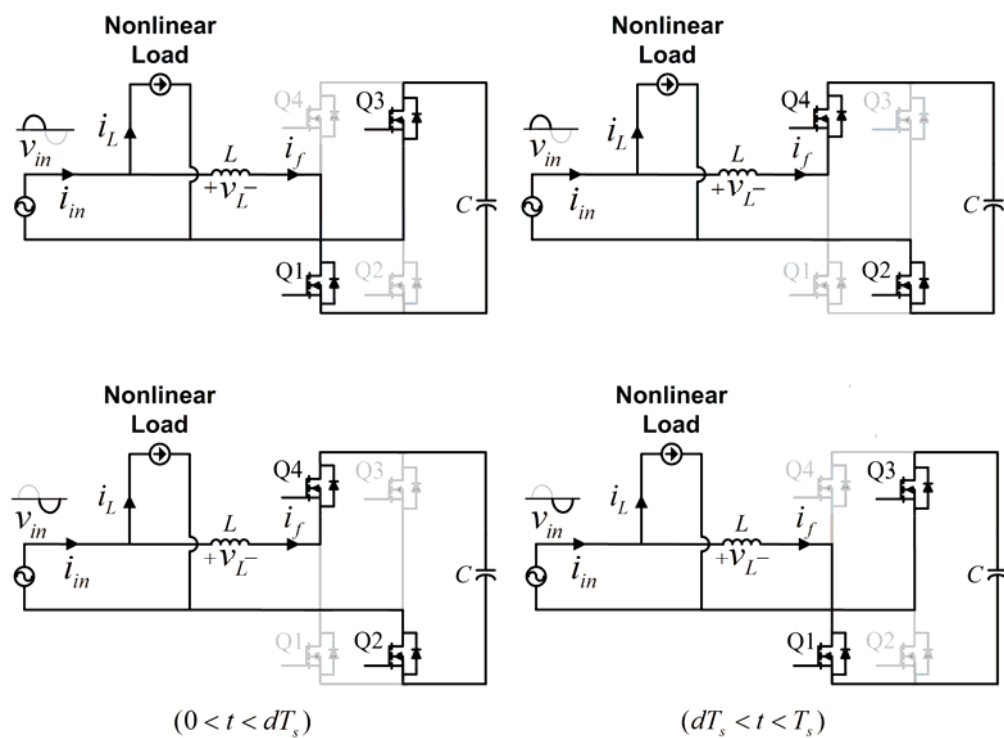 Nonlinear
Load
Q4
Q3
v_in
i_L
L
i_f
i_in
+v_L−
C
Q1
Q2
Nonlinear
Load
Q4
Q3
v_in
i_L
L
i_f
i_in
+v_L−
C
Q1
Q2
Nonlinear
Load
Q4
Q3
v_in
i_L
L
i_f
i_in
+v_L−
C
Q1
Q2
(0 < t < dT_s)
Nonlinear
Load
Q4
Q3
v_in
i_L
L
i_f
i_in
+v_L−
C
Q1
Q2
(dT_s < t < T_s)